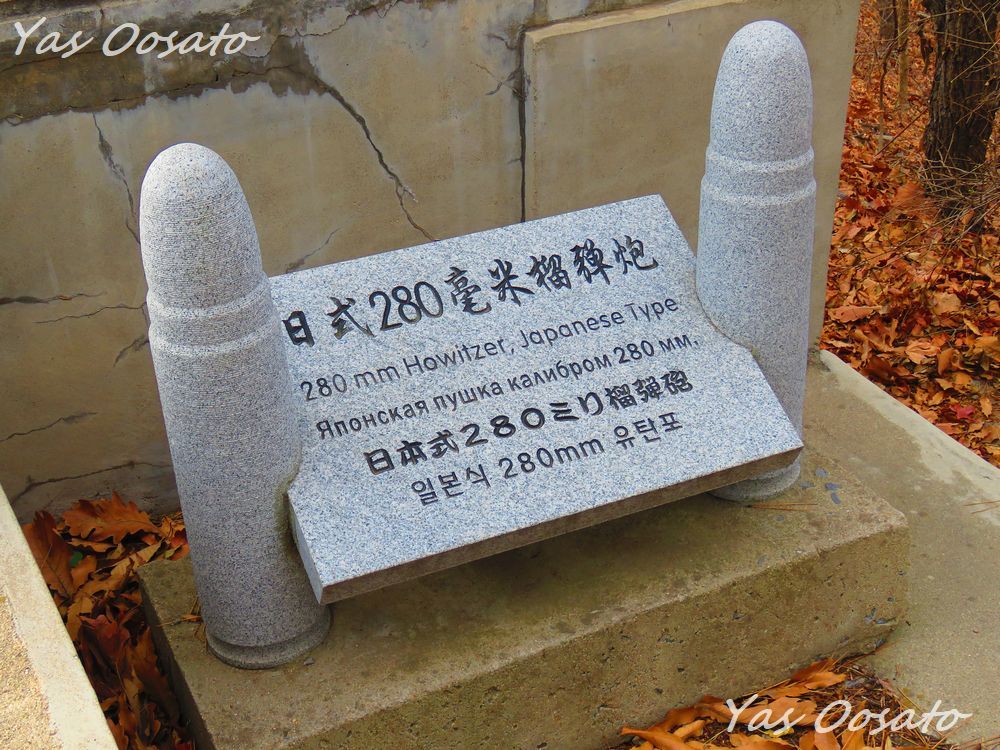 Yas Oosato
日式280毫米榴弹炮
280 mm Howitzer, Japanese Type
Японская пушка калибром 280 мм.
日本式280ミリ榴弾砲
일본식 280mm 유탄포
Yas Oosato